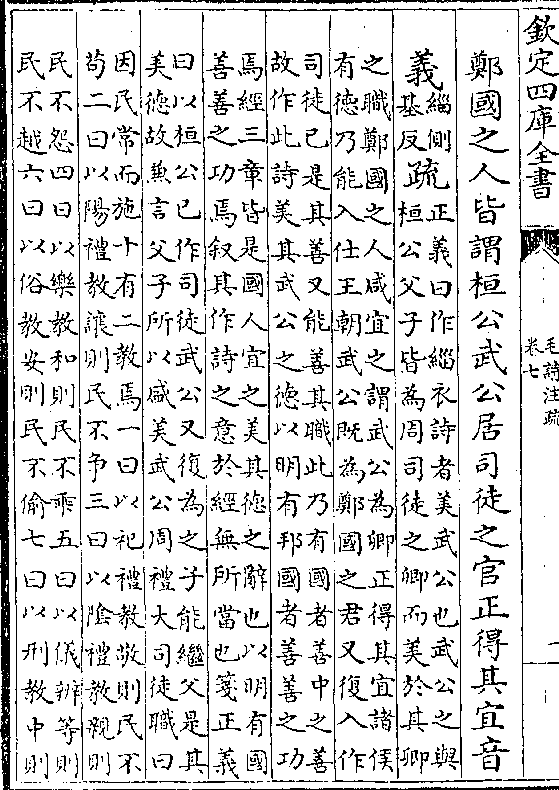 欽定四庫全書
毛詩注疏
卷七
鄭國之人皆謂桓公武公居司徒之官正得其宜音
義緇側基反疏正義曰作緇衣詩者美武公也武公之與
桓公父子皆為周司徒之卿而美於其卿
之職鄭國之人咸宜之謂武公為卿正得其宜諸侯
有德乃能入仕王朝武公既為鄭國之君又復入作
司徒已是其善又能善其職此乃有國者善中之善
故作此詩美其武公之德以明有邦國者善善之功
焉經三章皆是國人宜之美其德之辭也以明有國
善善之功焉叙其作詩之意於經無所當也箋正義
曰以桓公已作司徒武公又復為之子能繼父是其
美德故兼言父子所以咸美武公周禮大司徒職曰
因民常而施十有二教焉一曰以祀禮教敬則民不
茍二曰以陽禮教讓則民不爭三曰以陰禮教親則
民不怨四曰以樂教和則民不乖五曰以儀辨等則
民不越六曰以俗教安則民不偷七曰以刑教中則